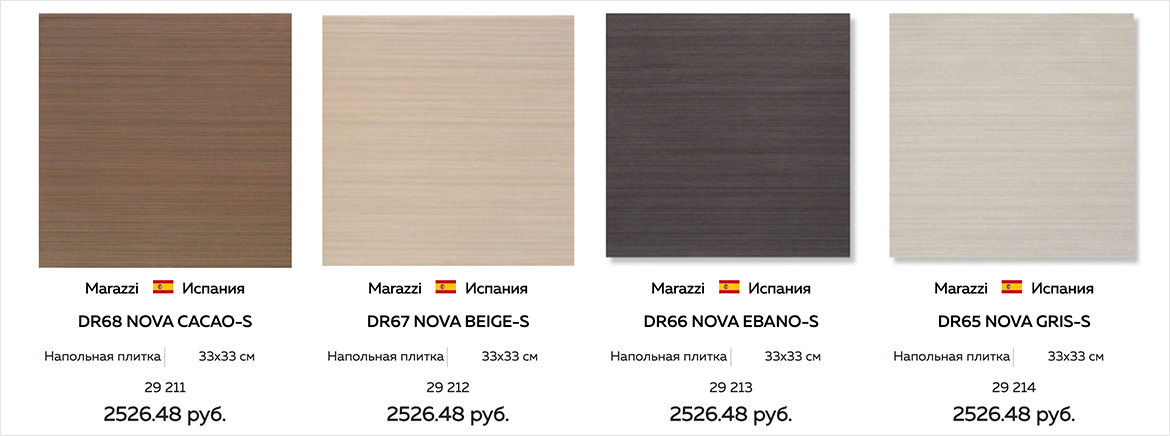 Marazzi Испания
DR68 NOVA CACAO-S
Напольная плитка 33x33 см
29 211
2526.48 руб.
Marazzi Испания
DR67 NOVA BEIGE-S
Напольная плитка 33x33 см
29 212
2526.48 руб.
Marazzi Испания
DR66 NOVA EBANO-S
Напольная плитка 33x33 см
29 213
2526.48 руб.
Marazzi Испания
DR65 NOVA GRIS-S
Напольная плитка 33x33 см
29 214
2526.48 руб.